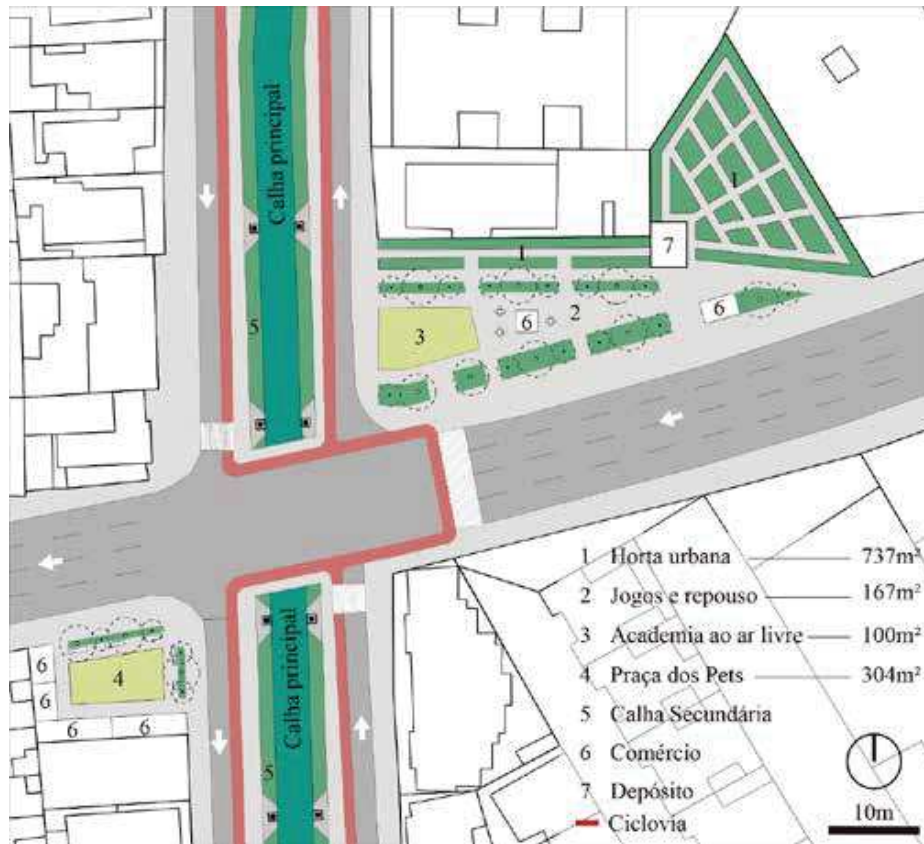 Calha principal
1
1
7
5
3
6
2
6
Calha principal
4
6
6
6
6
5
1 Horta urbana 737m²
2 Jogos e repouso 167m²
3 Academia ao ar livre 100m²
4 Praça dos Pets 304m²
5 Calha Secundária
6 Comércio
7 Depósito
Ciclovia
10m